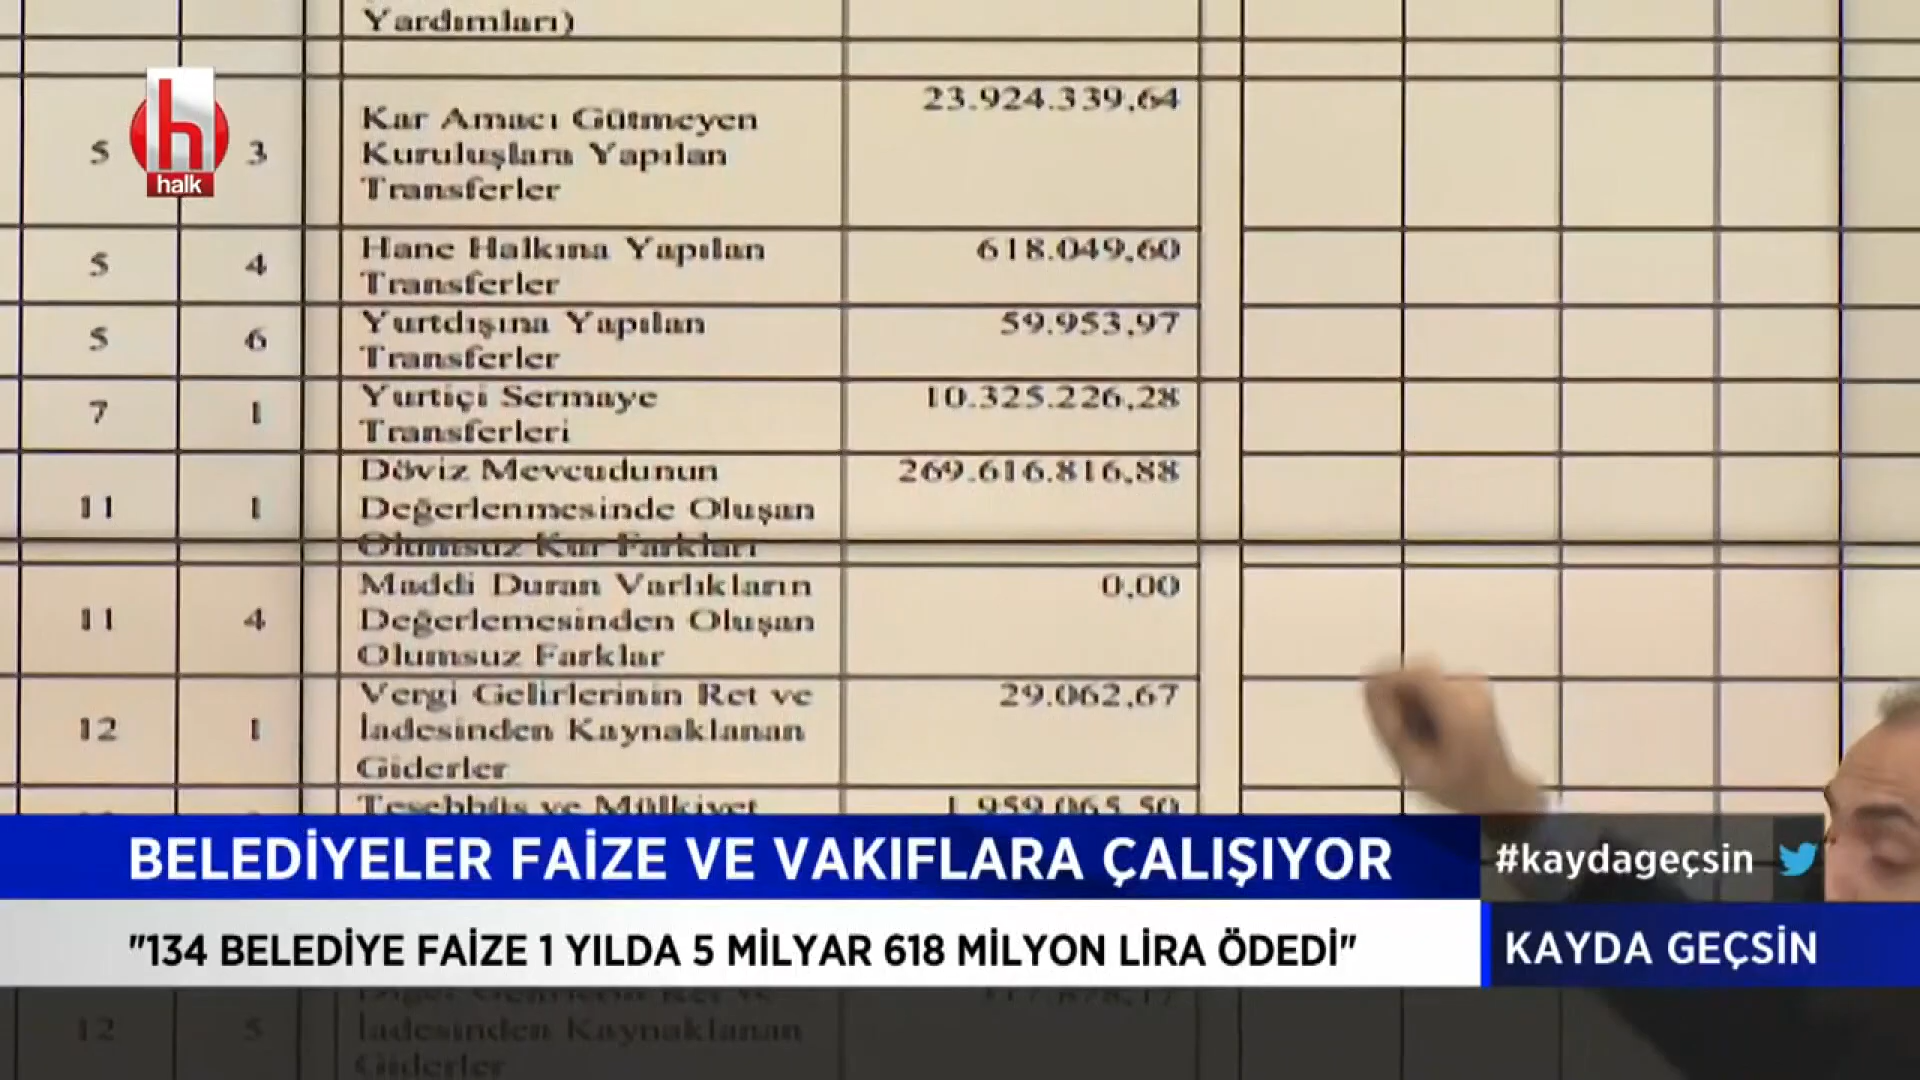 Yardımları)
h
halk
5 3 Kar Amacı Gütmeyen 23.924.339,64
Kuruluşlara Yapılan
Transferler
5 4 Hane Halkına Yapılan 618.049,60
Transferler
5 6 Yurtdışına Yapılan 59.953,97
Transferler
7 1 Yurtiçi Sermaye 10.325.226,28
Transferleri
11 1 Döviz Mevcudunun 269.616.816,88
Değerlenmesinde Oluşan
Olumsuz Kur Farkları
11 4 Maddi Duran Varlıkların 0,00
Değerlemesinden Oluşan
Olumsuz Farklar
12 1 Vergi Gelirlerinin Ret ve 29.062,67
İadesinden Kaynaklanan
Giderler
Teşebbüs ve Mülkiyet 1.959.065,50
BELEDİYELER FAİZE VE VAKIFLARA ÇALIŞIYOR
#kaydageçsin
"134 BELEDİYE FAİZE 1 YILDA 5 MİLYAR 618 MİLYON LİRA ÖDEDİ"
KAYDA GEÇSİN
12 5 Diğer Gelirlerin Ret ve
İadesinden Kaynaklanan
Giderler